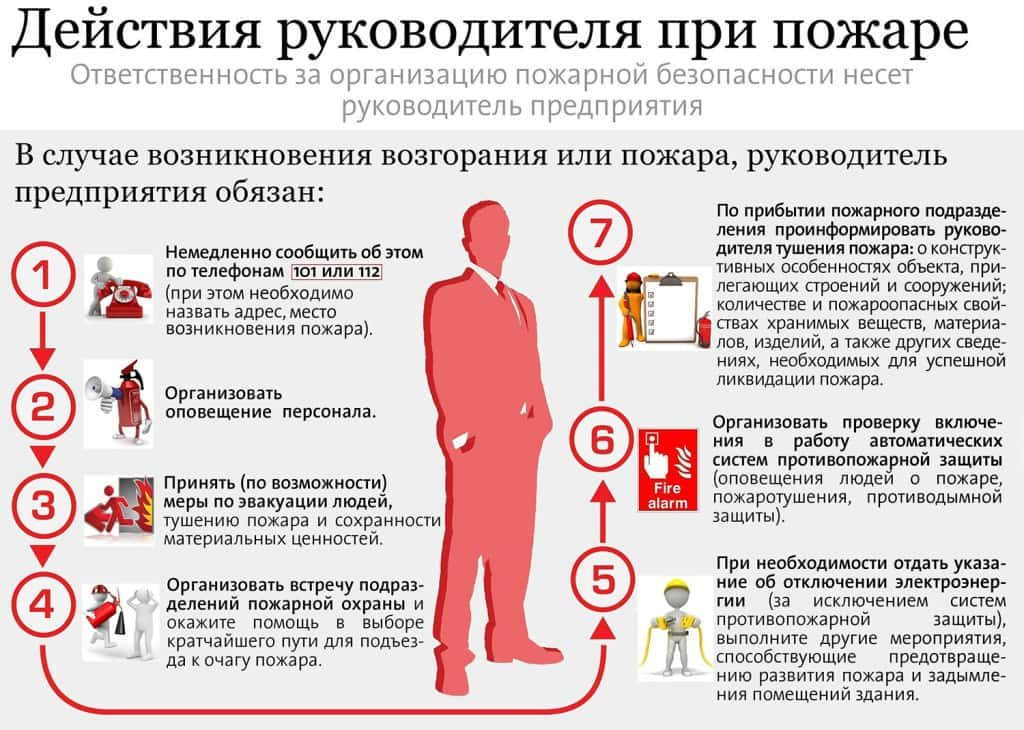 Действия руководителя при пожаре
Ответственность за организацию пожарной безопасности несет
руководитель предприятия
В случае возникновения возгорания или пожара, руководитель
предприятия обязан:
1
Немедленно сообщить об этом
по телефонам 101 или 112
(при этом необходимо
назвать адрес, место
возникновения пожара).
2
Организовать
оповещение персонала.
3
Принять (по возможности)
меры по эвакуации людей,
тушению пожара и сохранности
материальных ценностей.
4
Организовать встречу подраз-
делений пожарной охраны и
окажите помощь в выборе
кратчайшего пути для подъез-
да к очагу пожара.
5
При необходимости отдать указа-
ние об отключении электроэнер-
гии (за исключением систем
противопожарной защиты),
выполните другие мероприятия,
способствующие предотвраще-
нию развития пожара и задымле-
ния помещений здания.
6
Fire
alarm
Организовать проверку включе-
ния в работу автоматических
систем противопожарной защиты
(оповещения людей о пожаре,
пожаротушения, противодымной
защиты).
7
По прибытии пожарного подразде-
ления проинформировать руково-
дителя тушения пожара: о конструк-
тивных особенностях объекта, при-
легающих строений и сооружений;
количестве и пожароопасных свой-
ствах хранимых веществ, материа-
лов, изделий, а также других сведе-
ниях, необходимых для успешной
ликвидации пожара.